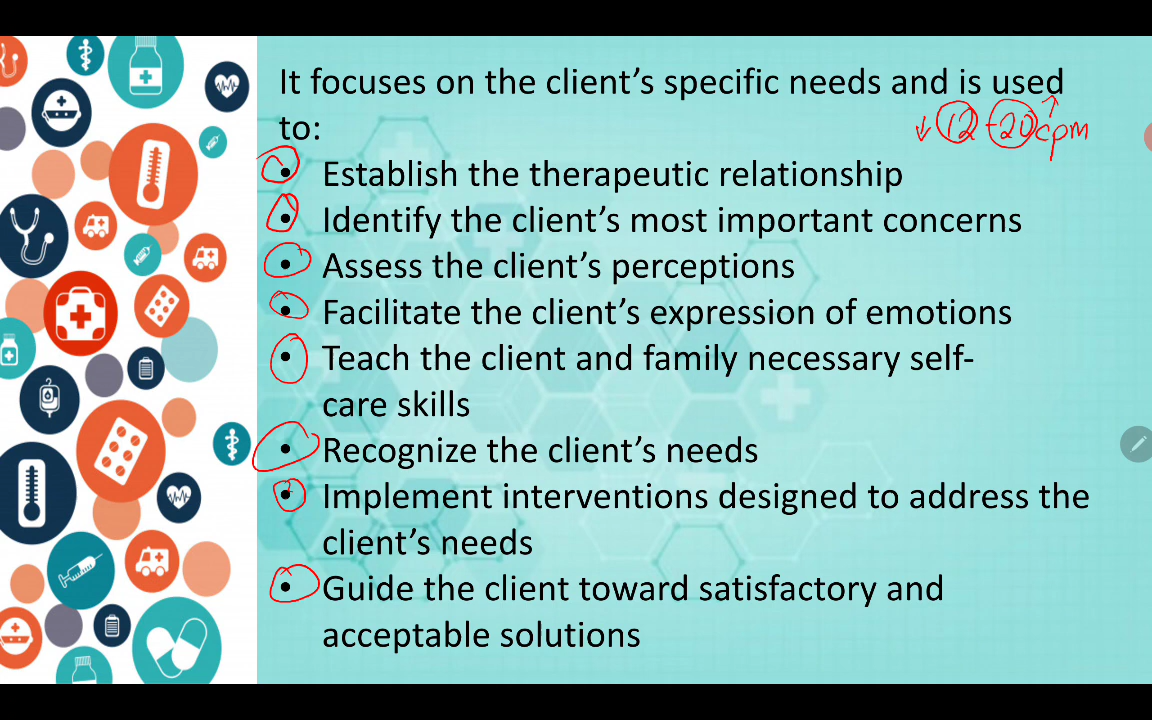 It focuses on the client's specific needs and is used
to:
↓ 12 - 20 cpm ↑
• Establish the therapeutic relationship
• Identify the client's most important concerns
• Assess the client's perceptions
• Facilitate the client's expression of emotions
• Teach the client and family necessary self-
care skills
• Recognize the client's needs
• Implement interventions designed to address the
client's needs
• Guide the client toward satisfactory and
acceptable solutions